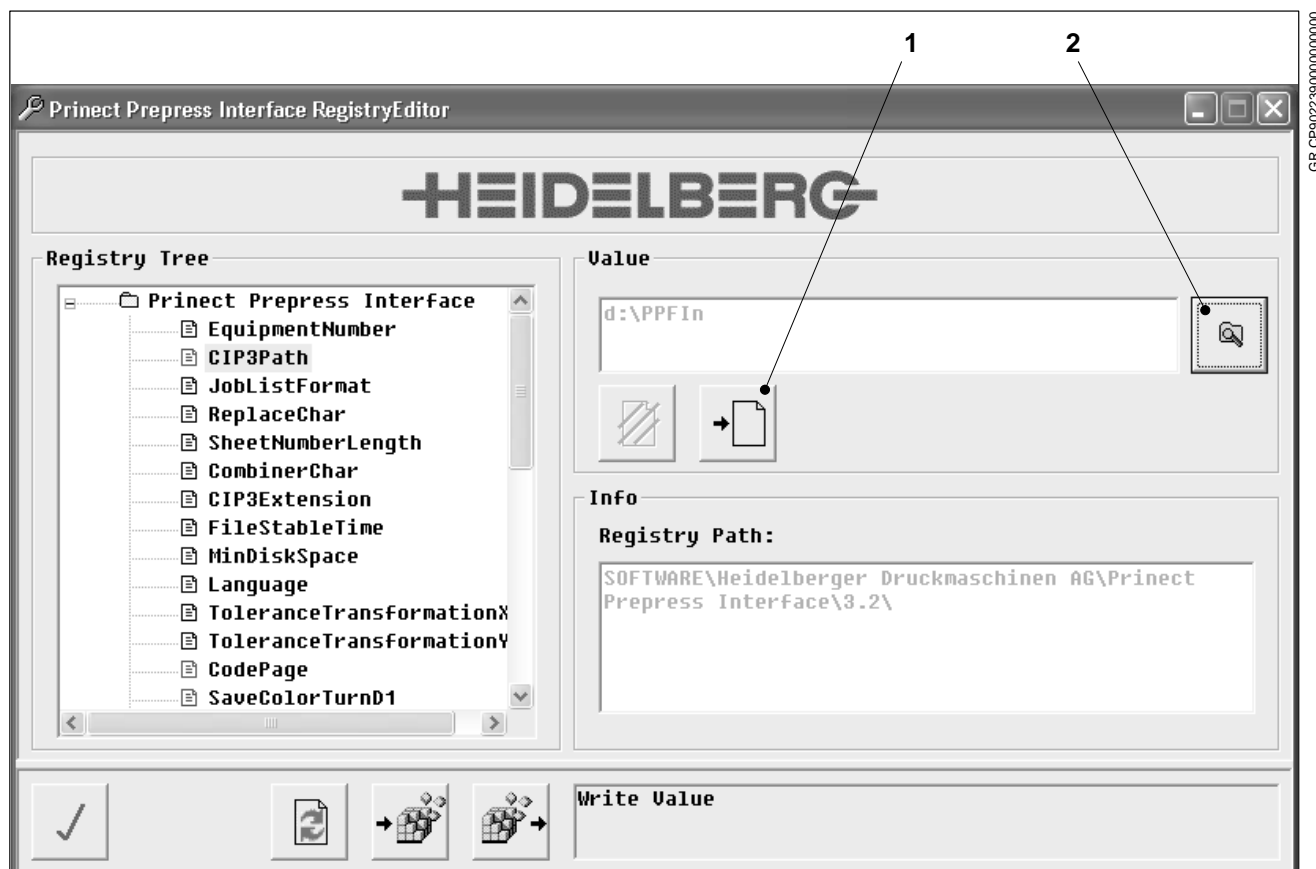 1 2
GR.CP9022390000000000000
Prinect Prepress Interface RegistryEditor
HEIDELBERG
Registry Tree
Prinect Prepress Interface
EquipmentNumber
CIP3Path
JobListFormat
ReplaceChar
SheetNumberLength
CombinerChar
CIP3Extension
FileStableTime
MinDiskSpace
Language
ToleranceTransformationX
ToleranceTransformationY
CodePage
SaveColorTurnD1
Value
d:\PPFIn
Info
Registry Path:
SOFTWARE\Heidelberger Druckmaschinen AG\Prinect
Prepress Interface\3.2\
Write Value